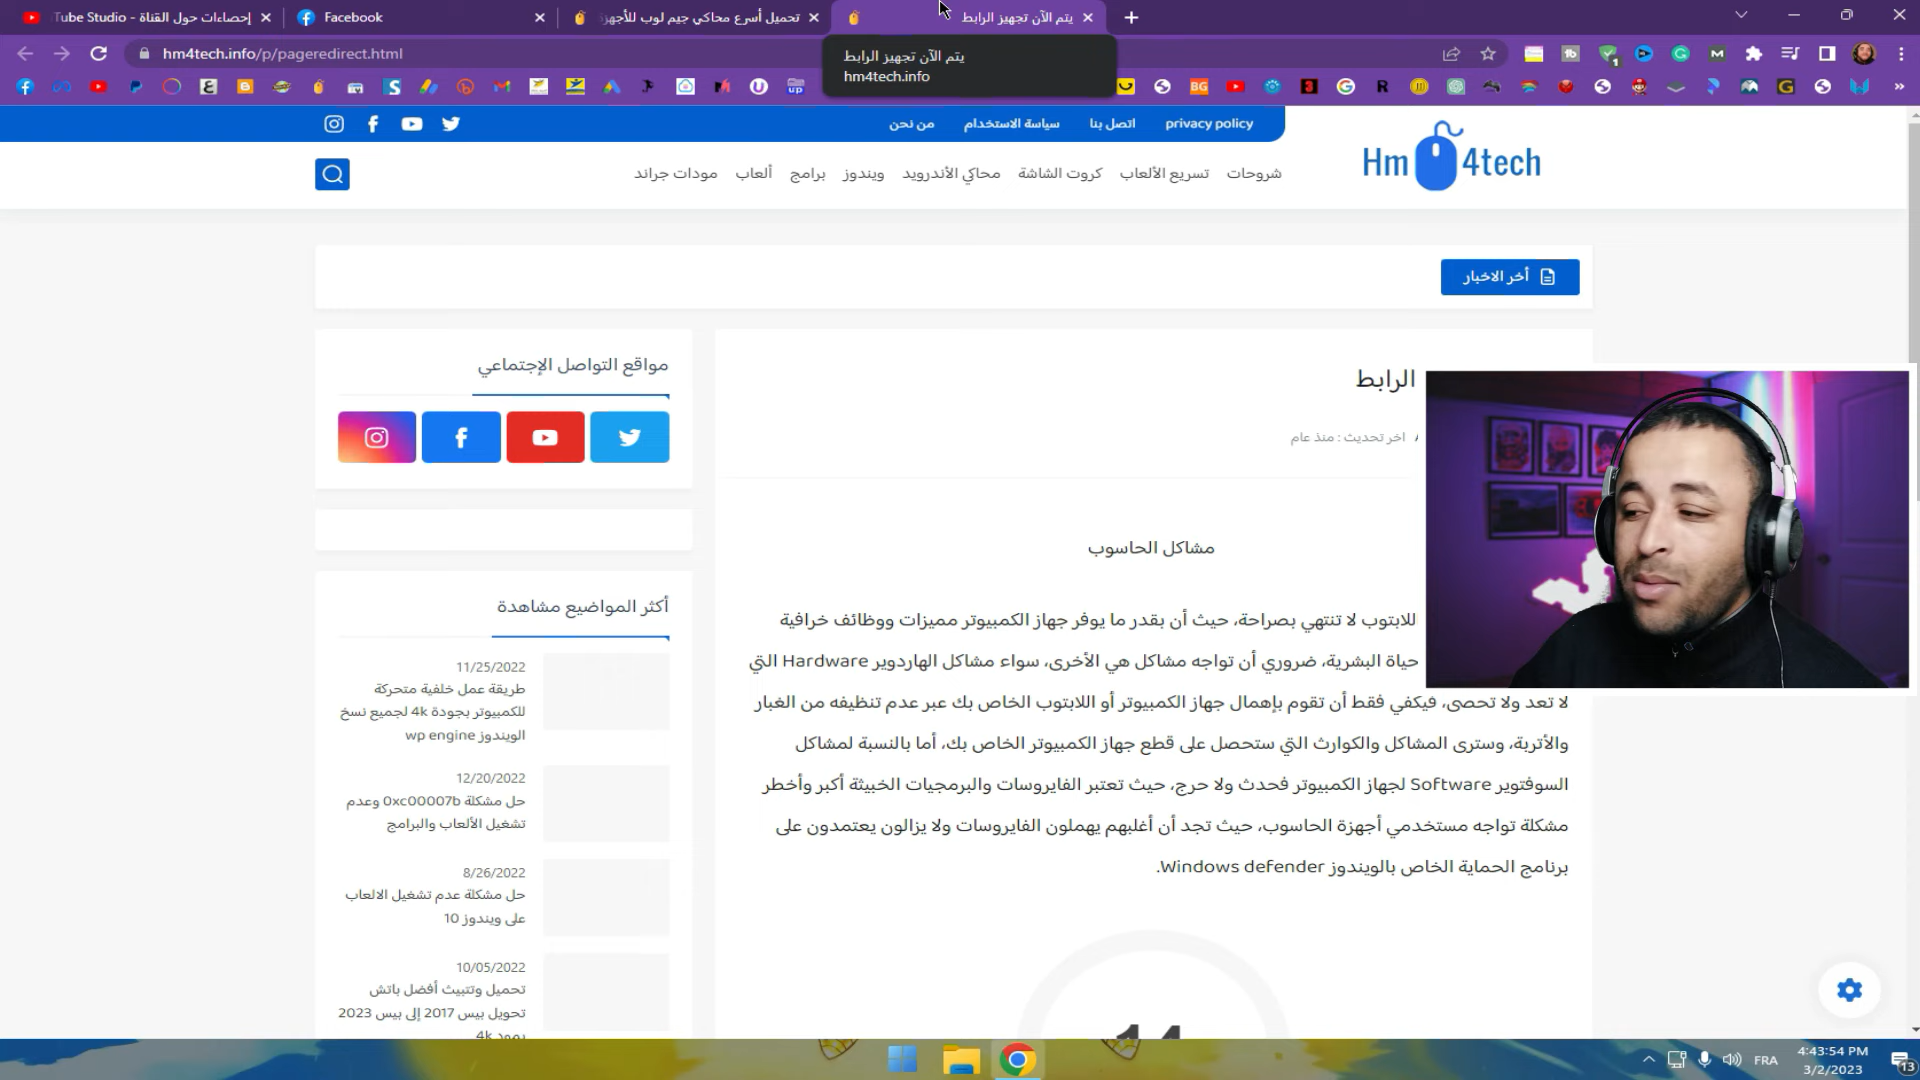 Tube Studio - إحصاءات حول القناة
Facebook
تحميل أسرع محاكي جيم لوب للأجهزة
يتم الآن تجهيز الرابط
hm4tech.info/p/pageredirect.html
يتم الآن تجهيز الرابط
hm4tech.info
privacy policy
اتصل بنا
سياسة الاستخدام
من نحن
Hm 4tech
شروحات
تسريع الألعاب
كروت الشاشة
محاكي الأندرويد
ويندوز
برامج
ألعاب
مودات جراند
أخر الاخبار
الرابط
اخر تحديث : منذ عام
مشاكل الحاسوب
للابتوب لا تنتهي بصراحة، حيث أن بقدر ما يوفر جهاز الكمبيوتر مميزات ووظائف خرافية
حياة البشرية، ضروري أن تواجه مشاكل هي الأخرى، سواء مشاكل الهاردوير Hardware التي
لا تعد ولا تحصى، فيكفي فقط أن تقوم بإهمال جهاز الكمبيوتر أو اللابتوب الخاص بك عبر عدم تنظيفه من الغبار
والأتربة، وسترى المشاكل والكوارث التي ستحصل على قطع جهاز الكمبيوتر الخاص بك، أما بالنسبة لمشاكل
السوفتوير Software لجهاز الكمبيوتر فحدث ولا حرج، حيث تعتبر الفايروسات والبرمجيات الخبيثة أكبر وأخطر
مشكلة تواجه مستخدمي أجهزة الحاسوب، حيث تجد أن أغلبهم يهملون الفايروسات ولا يزالون يعتمدون على
برنامج الحماية الخاص بالويندوز Windows defender.
14
مواقع التواصل الإجتماعي
أكثر المواضيع مشاهدة
11/25/2022
طريقة عمل خلفية متحركة
للكمبيوتر بجودة 4k لجميع نسخ
الويندوز wp engine
12/20/2022
حل مشكلة 0xc00007b وعدم
تشغيل الألعاب والبرامج
8/26/2022
حل مشكلة عدم تشغيل الالعاب
على ويندوز 10
10/05/2022
تحميل وتثبيت أفضل باتش
تحويل بيس 2017 إلى بيس 2023
بمود 4k
FRA
4:43:54 PM
3/2/2023
13